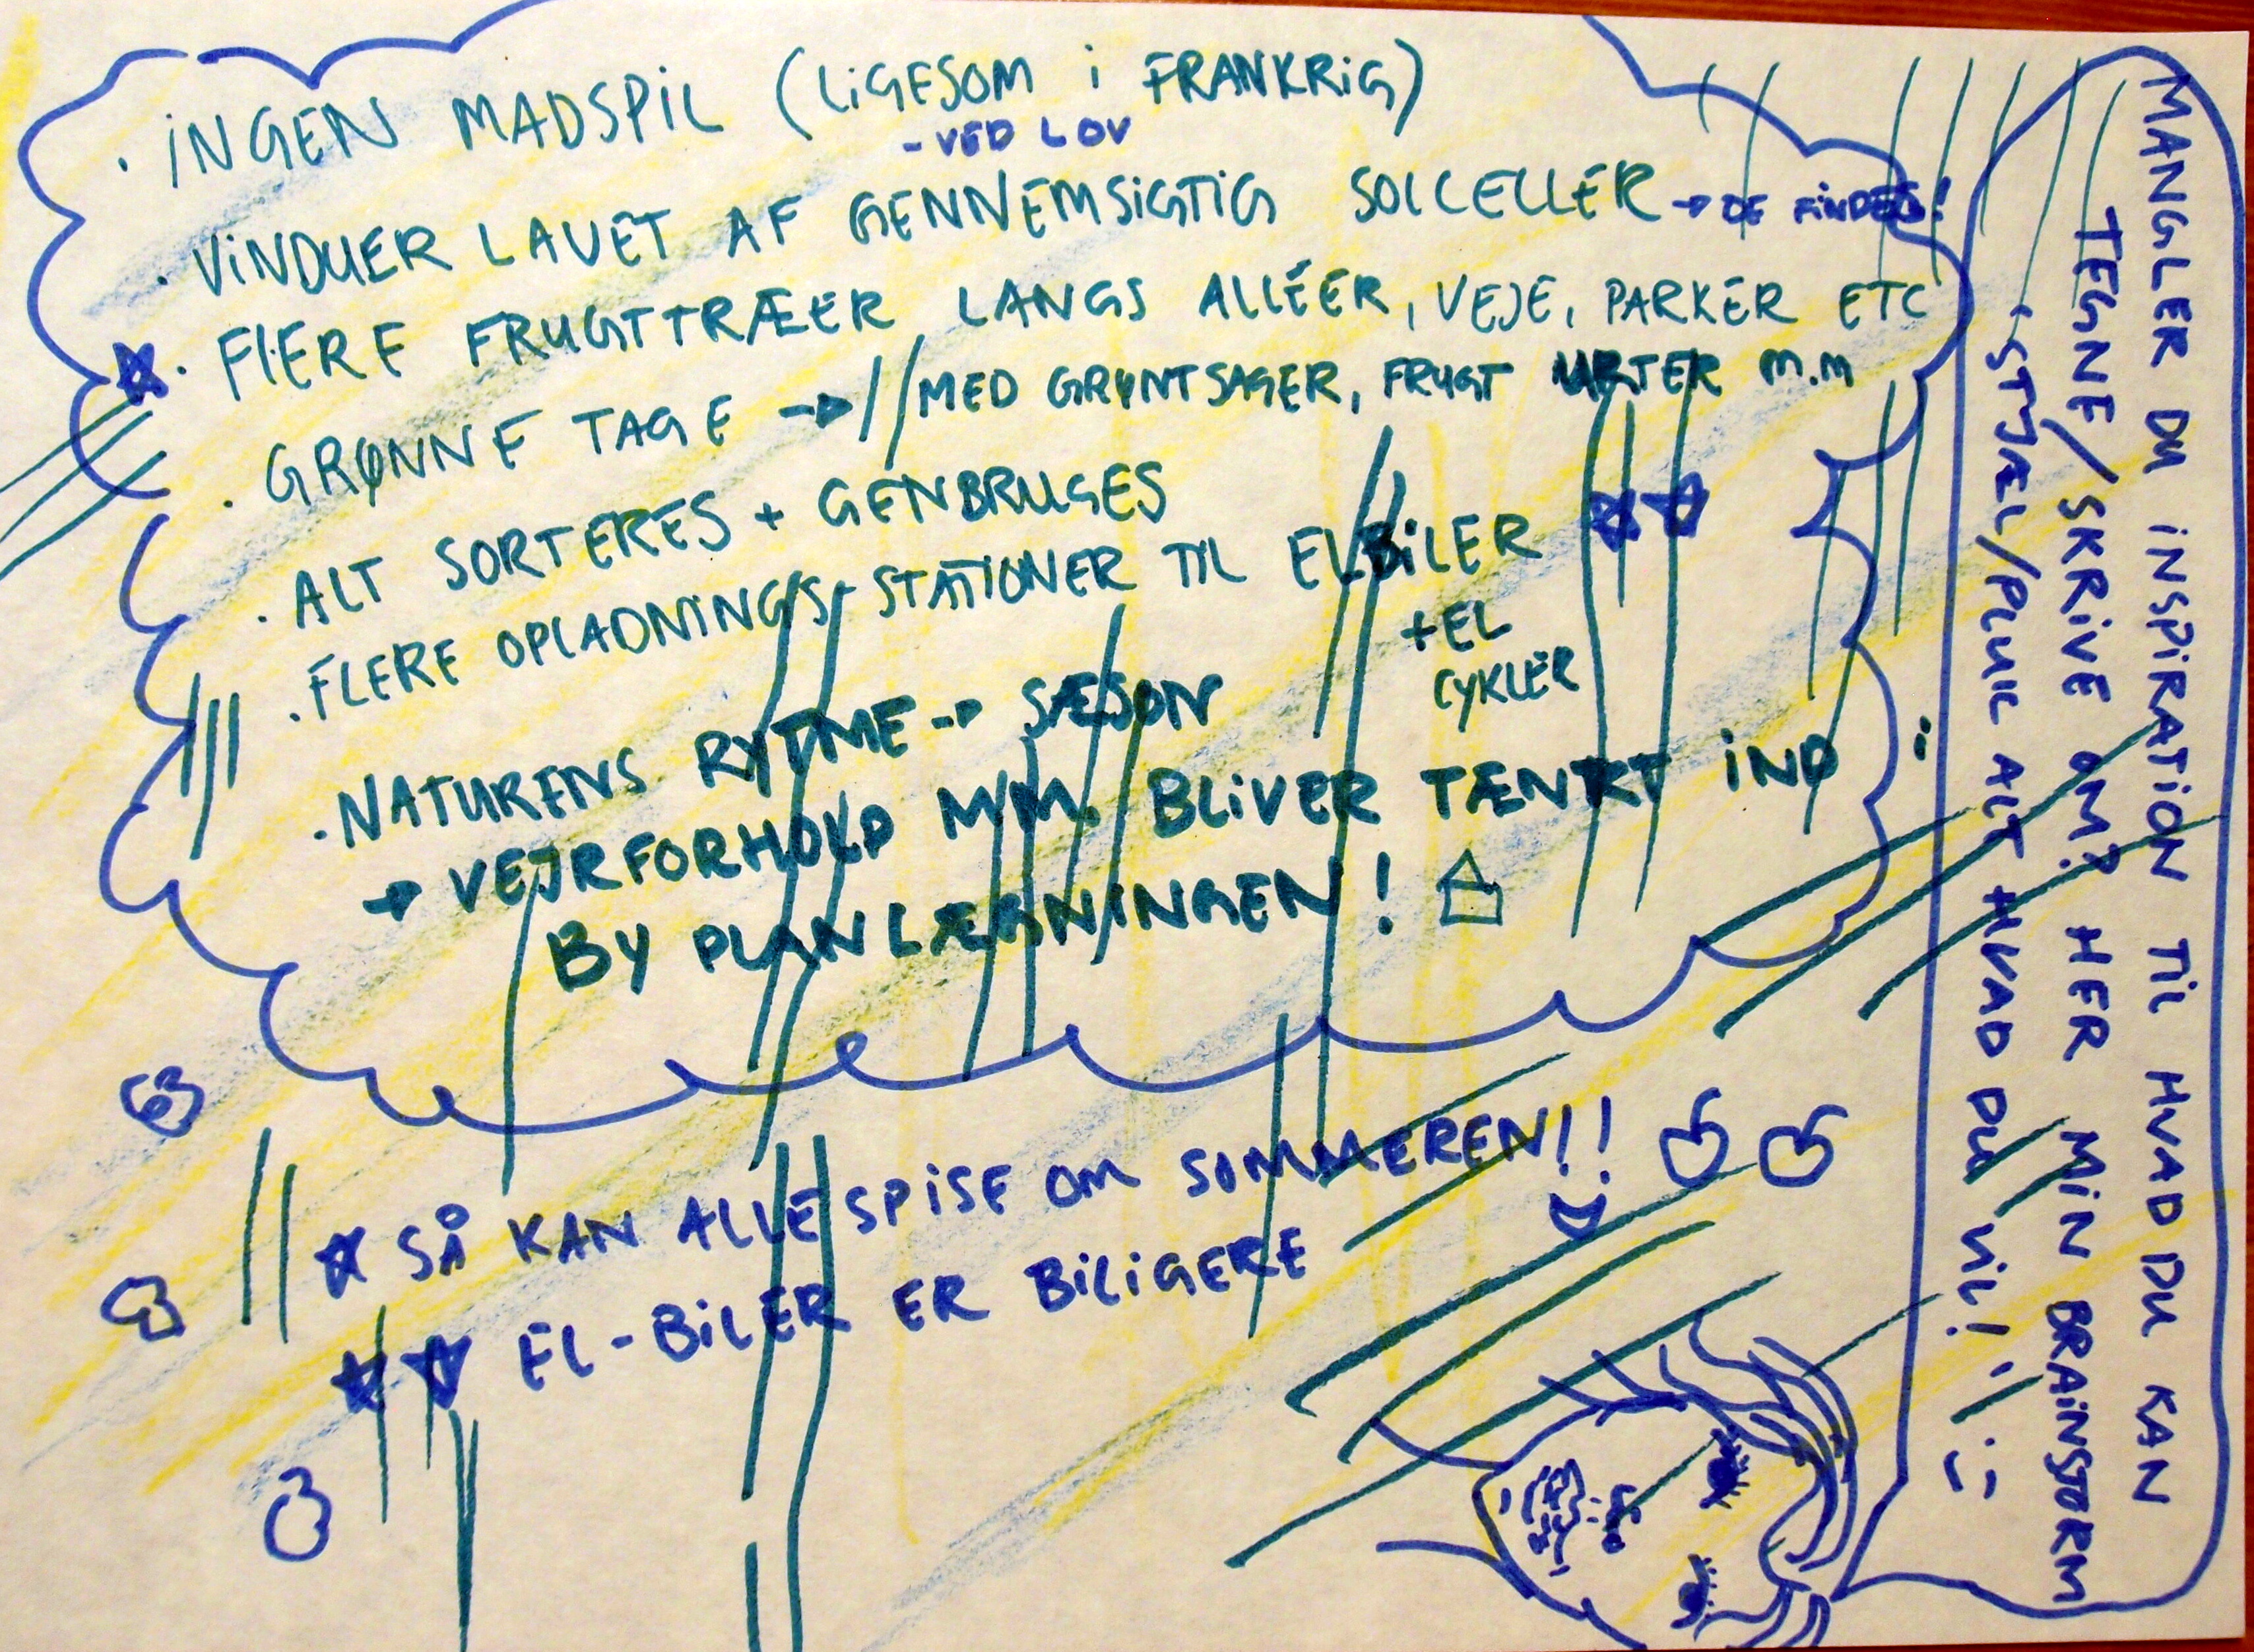 · INGEN MADSPIL (LIGESOM I FRANKRIG)
- VED LOV
· VINDUER LAVET AF GENNEMSIGTIG SOLCELLER → DE FINDES!
☆ · FLERE FRUGTTRÆER LANGS ALLÉER, VEJE, PARKER ETC
· GRØNNE TAGE → // MED GRØNTSAGER, FRUGT URTER M.M
· ALT SORTERES + GENBRUGES
· FLERE OPLADNINGS-STATIONER TIL ELBILER ☆☆
+ EL
CYKLER
· NATURENS RYTME → SÆSON
→ VEJRFORHOLD M.M. BLIVER TÆNKT IND i
BY PLANLÆGNINGEN!
☆ SÅ KAN ALLE SPISE OM SOMMEREN!!
☆☆ EL-BILER ER BILIGERE
MANGLER DU INSPIRATION TIL HVAD DU KAN
TEGNE/SKRIVE OM? HER MIN BRAINSTORM
STJÆL/PLUK ALT HVAD DU VIL! :)